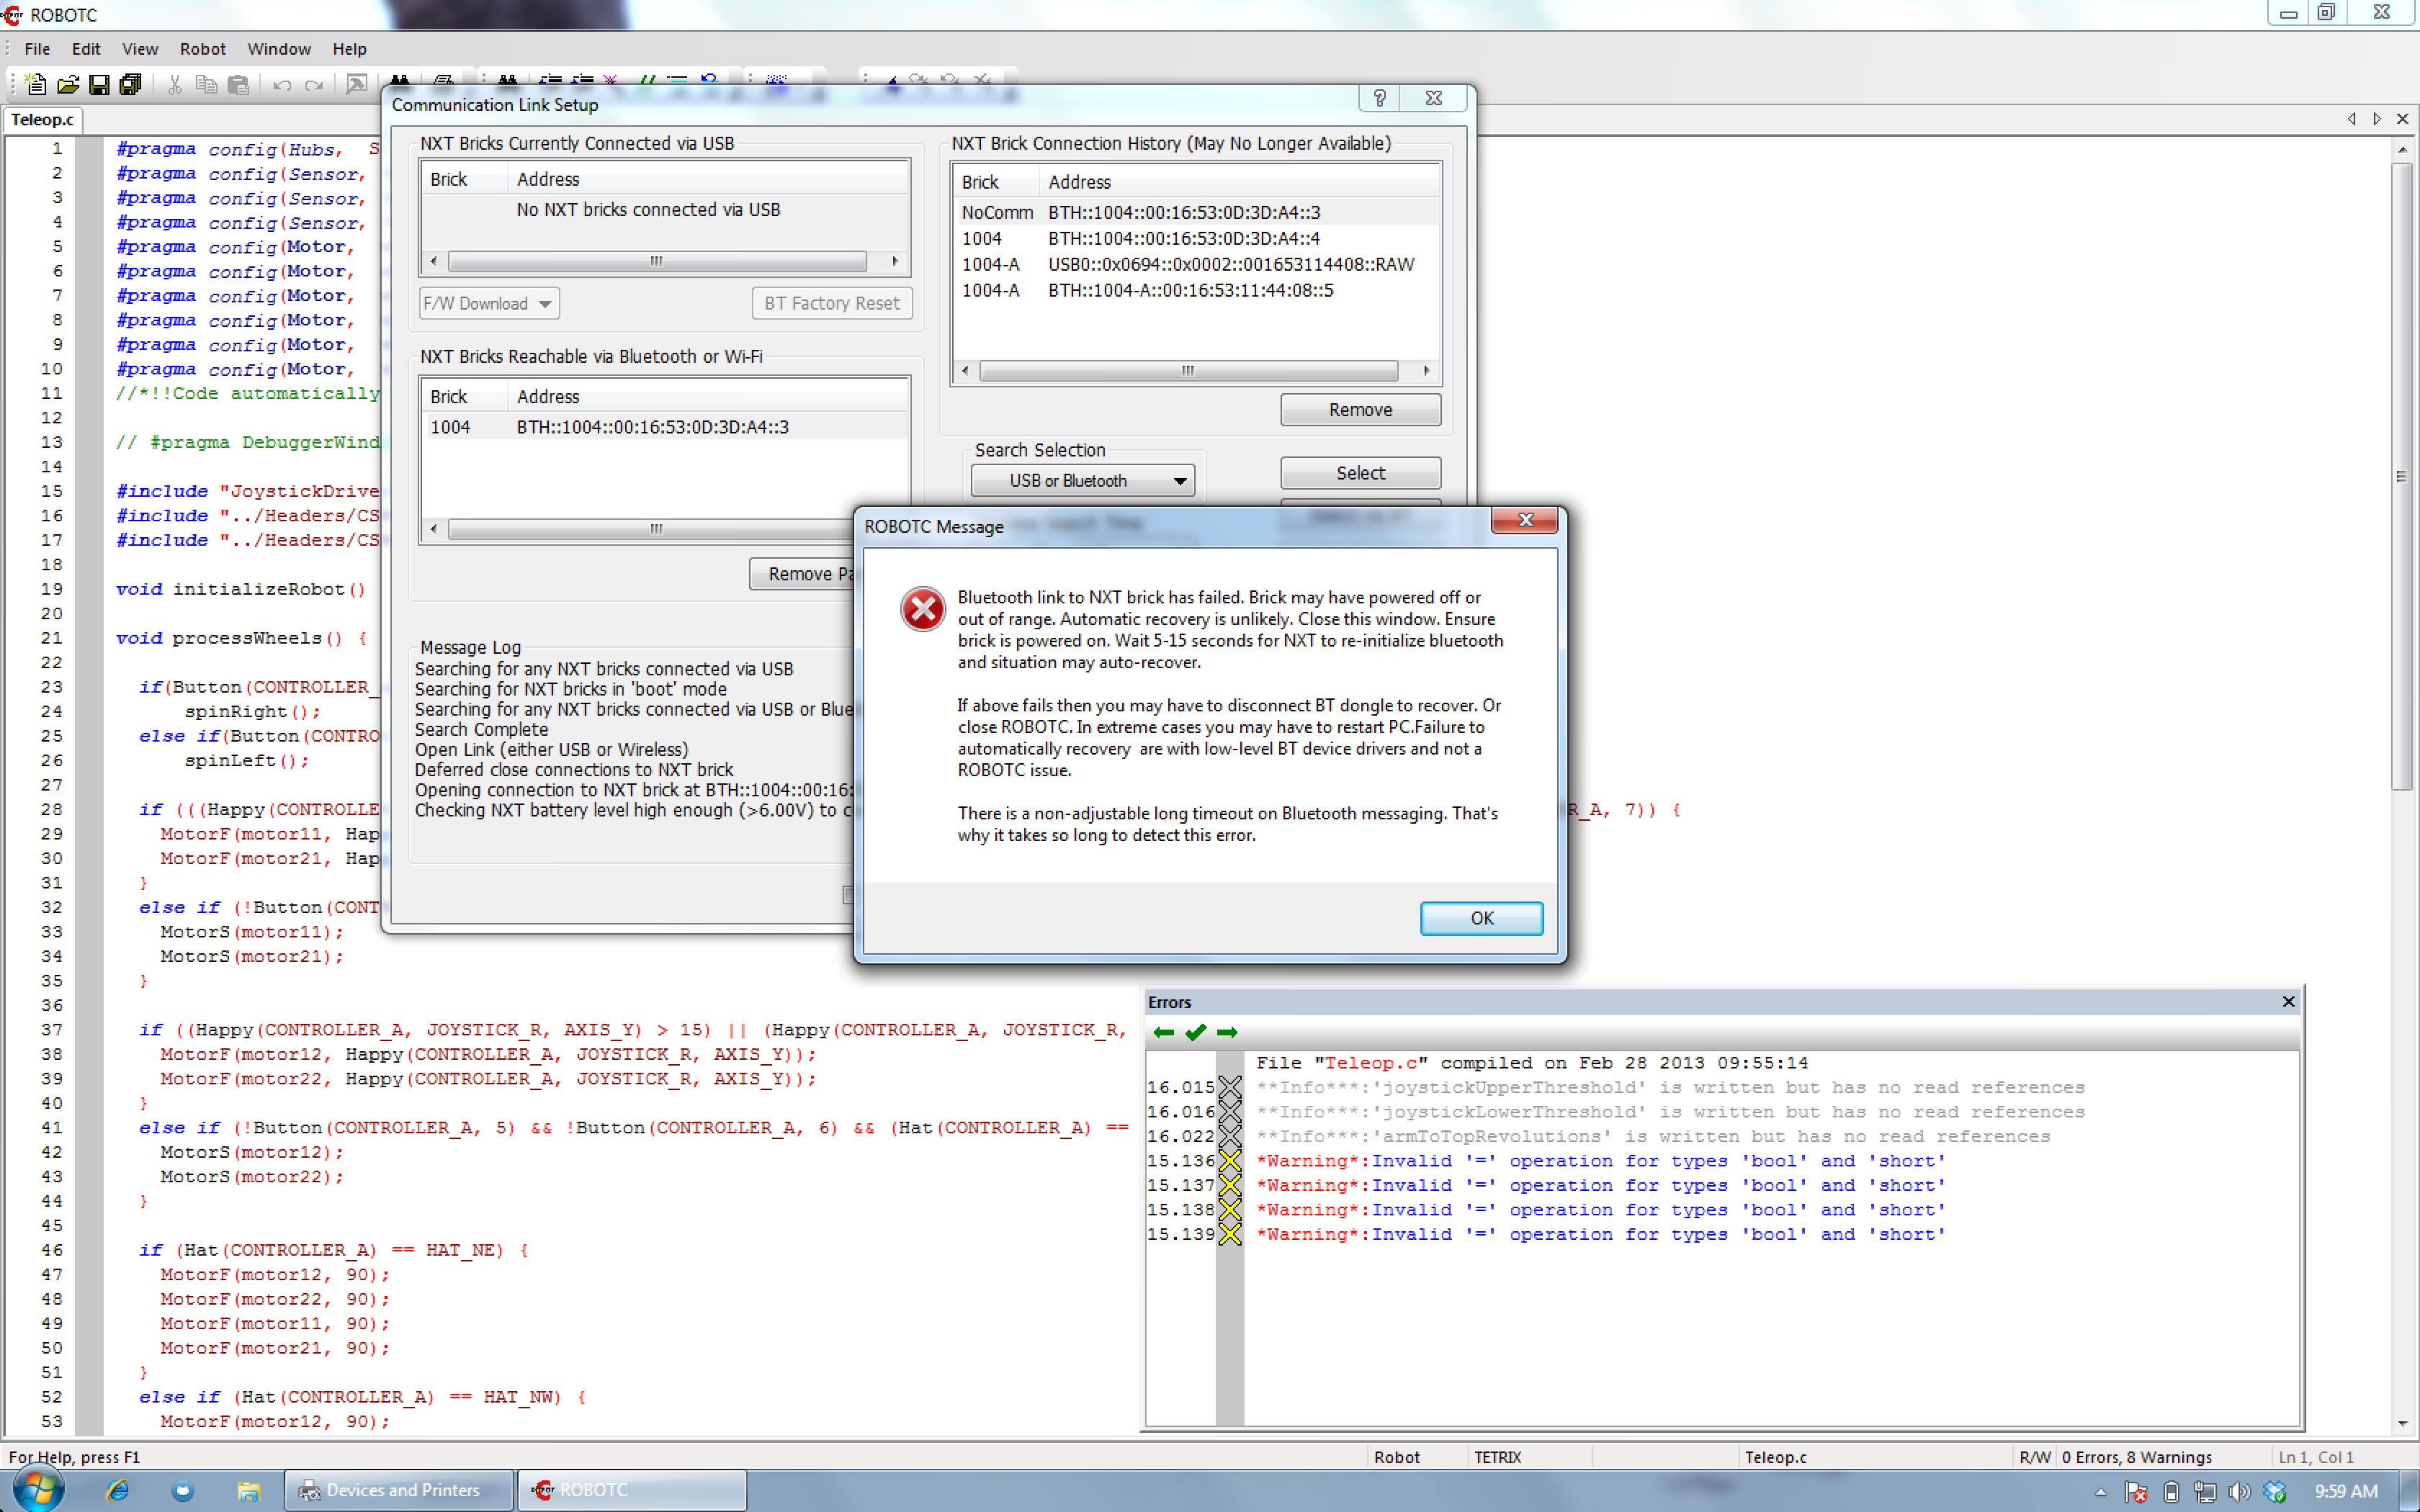 ROBOTC
File Edit View Robot Window Help
Teleop.c
Communication Link Setup
NXT Bricks Currently Connected via USB
Brick Address
No NXT bricks connected via USB
F/W Download
BT Factory Reset
NXT Bricks Reachable via Bluetooth or Wi-Fi
Brick Address
1004 BTH::1004::00:16:53:0D:3D:A4::3
Remove Pa
NXT Brick Connection History (May No Longer Available)
Brick Address
NoComm BTH::1004::00:16:53:0D:3D:A4::3
1004 BTH::1004::00:16:53:0D:3D:A4::4
1004-A USB0::0x0694::0x0002::001653114408::RAW
1004-A BTH::1004-A::00:16:53:11:44:08::5
Remove
Search Selection
USB or Bluetooth
Select
Message Log
Searching for any NXT bricks connected via USB
Searching for NXT bricks in 'boot' mode
Searching for any NXT bricks connected via USB or Blue
Search Complete
Open Link (either USB or Wireless)
Deferred close connections to NXT brick
Opening connection to NXT brick at BTH::1004::00:16:
Checking NXT battery level high enough (>6.00V) to c
ROBOTC Message
Bluetooth link to NXT brick has failed. Brick may have powered off or
out of range. Automatic recovery is unlikely. Close this window. Ensure
brick is powered on. Wait 5-15 seconds for NXT to re-initialize bluetooth
and situation may auto-recover.
If above fails then you may have to disconnect BT dongle to recover. Or
close ROBOTC. In extreme cases you may have to restart PC.Failure to
automatically recovery are with low-level BT device drivers and not a
ROBOTC issue.
There is a non-adjustable long timeout on Bluetooth messaging. That's
why it takes so long to detect this error.
OK
1 #pragma config(Hubs, S
2 #pragma config(Sensor,
3 #pragma config(Sensor,
4 #pragma config(Sensor,
5 #pragma config(Motor,
6 #pragma config(Motor,
7 #pragma config(Motor,
8 #pragma config(Motor,
9 #pragma config(Motor,
10 #pragma config(Motor,
11 //*!!Code automatically
12
13 // #pragma DebuggerWind
14
15 #include "JoystickDrive
16 #include "../Headers/CS
17 #include "../Headers/CS
18
19 void initializeRobot()
20
21 void processWheels() {
22
23 if(Button(CONTROLLER_
24 spinRight();
25 else if(Button(CONTRO
26 spinLeft();
27
28 if (((Happy(CONTROLLE R_A, 7)) {
29 MotorF(motor11, Hap
30 MotorF(motor21, Hap
31 }
32 else if (!Button(CONT
33 MotorS(motor11);
34 MotorS(motor21);
35 }
36
37 if ((Happy(CONTROLLER_A, JOYSTICK_R, AXIS_Y) > 15) || (Happy(CONTROLLER_A, JOYSTICK_R,
38 MotorF(motor12, Happy(CONTROLLER_A, JOYSTICK_R, AXIS_Y));
39 MotorF(motor22, Happy(CONTROLLER_A, JOYSTICK_R, AXIS_Y));
40 }
41 else if (!Button(CONTROLLER_A, 5) && !Button(CONTROLLER_A, 6) && (Hat(CONTROLLER_A) ==
42 MotorS(motor12);
43 MotorS(motor22);
44 }
45
46 if (Hat(CONTROLLER_A) == HAT_NE) {
47 MotorF(motor12, 90);
48 MotorF(motor22, 90);
49 MotorF(motor11, 90);
50 MotorF(motor21, 90);
51 }
52 else if (Hat(CONTROLLER_A) == HAT_NW) {
53 MotorF(motor12, 90);
Errors
File "Teleop.c" compiled on Feb 28 2013 09:55:14
16.015 **Info***:'joystickUpperThreshold' is written but has no read references
16.016 **Info***:'joystickLowerThreshold' is written but has no read references
16.022 **Info***:'armToTopRevolutions' is written but has no read references
15.136 *Warning*:Invalid '=' operation for types 'bool' and 'short'
15.137 *Warning*:Invalid '=' operation for types 'bool' and 'short'
15.138 *Warning*:Invalid '=' operation for types 'bool' and 'short'
15.139 *Warning*:Invalid '=' operation for types 'bool' and 'short'
For Help, press F1 Robot TETRIX Teleop.c R/W 0 Errors, 8 Warnings Ln 1, Col 1
Devices and Printers ROBOTC 9:59 AM